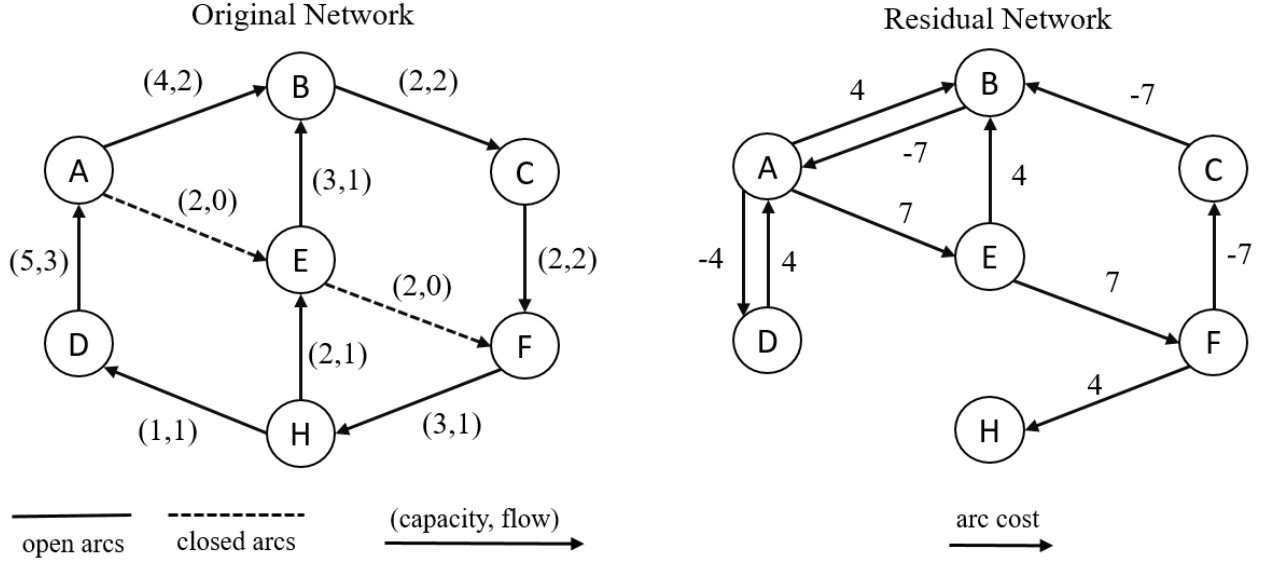 Original Network
Residual Network
(4,2)
B
(2,2)
A
C
(2,0)
(3,1)
(5,3)
E
(2,2)
(2,0)
D
F
(2,1)
(1,1)
H
(3,1)
open arcs
closed arcs
(capacity, flow)
4
B
-7
-7
A
C
4
7
-4
4
E
-7
7
D
F
4
H
arc cost